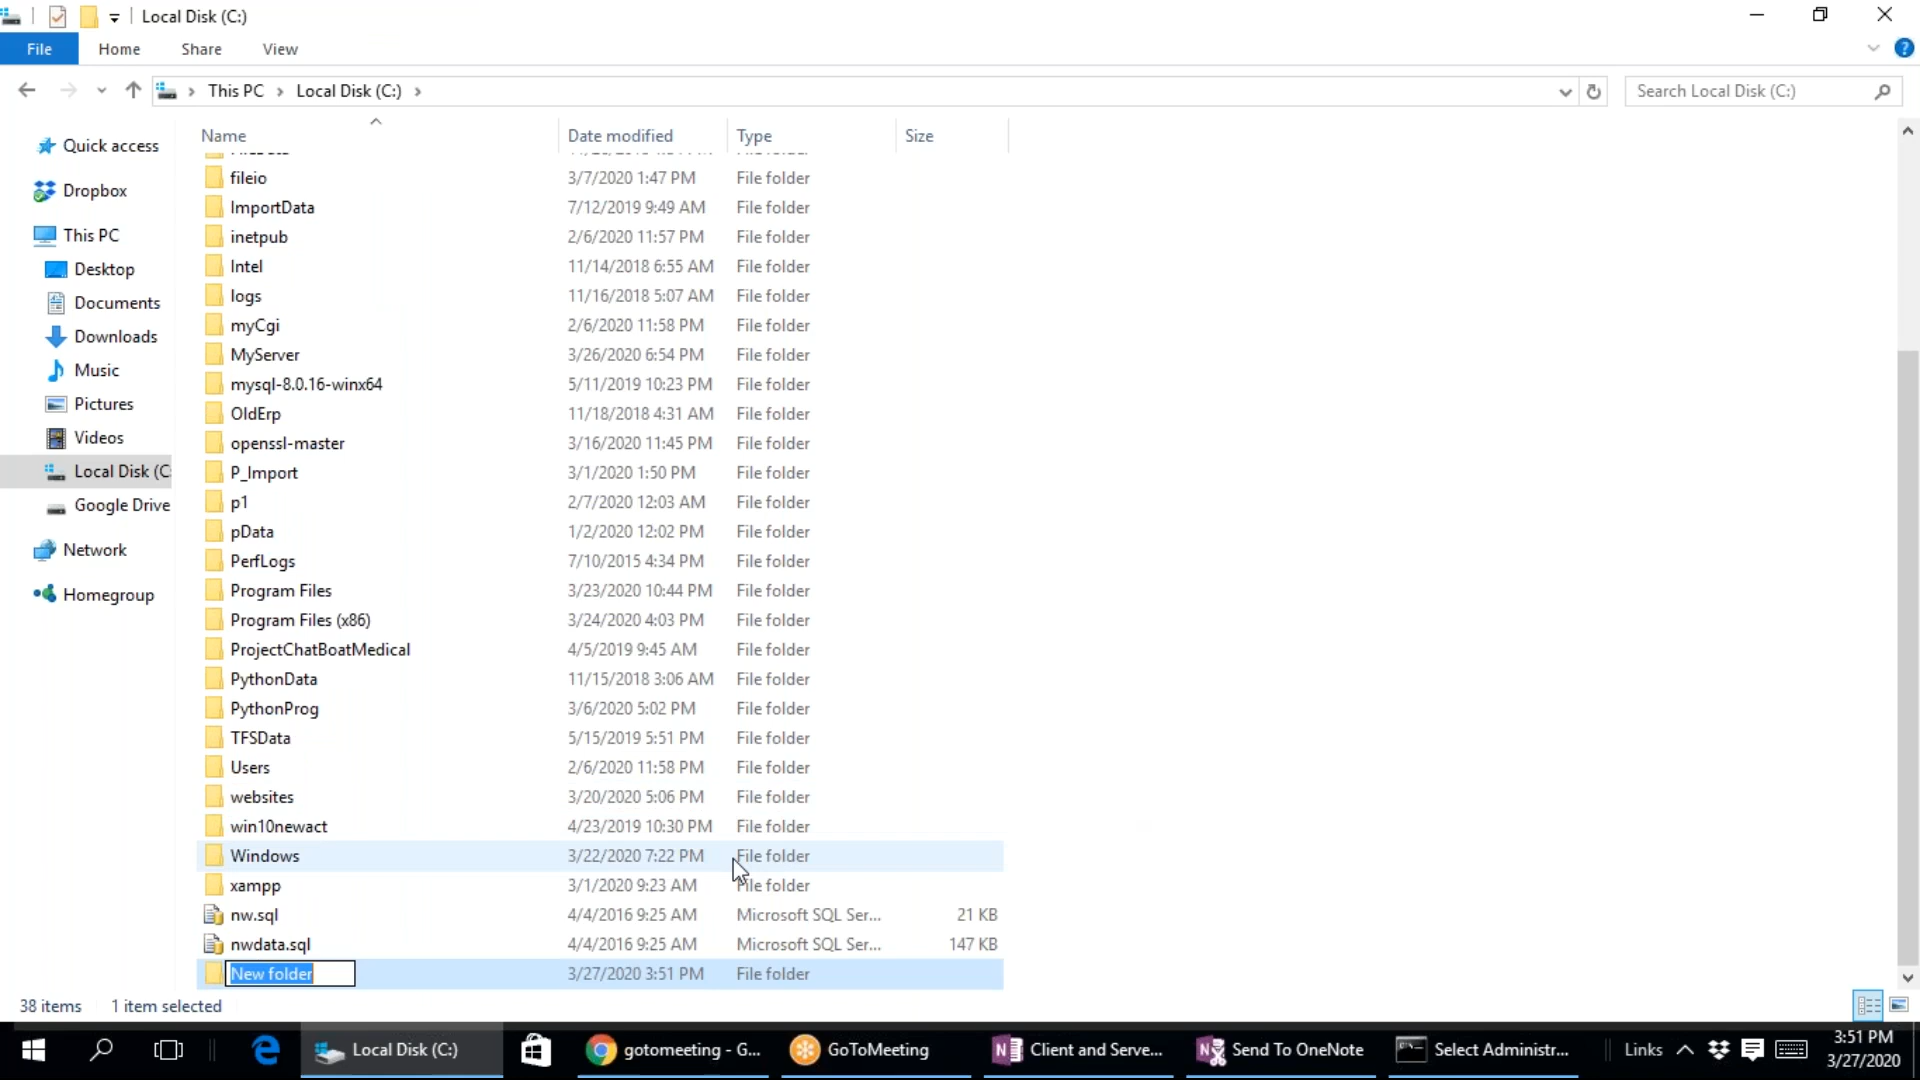 Local Disk (C:)
File Home Share View
This PC Local Disk (C:)
Search Local Disk (C:)
Name Date modified Type Size
Quick access
Dropbox
This PC
Desktop
Documents
Downloads
Music
Pictures
Videos
Local Disk (C:
Google Drive
Network
Homegroup
fileio 3/7/2020 1:47 PM File folder
ImportData 7/12/2019 9:49 AM File folder
inetpub 2/6/2020 11:57 PM File folder
Intel 11/14/2018 6:55 AM File folder
logs 11/16/2018 5:07 AM File folder
myCgi 2/6/2020 11:58 PM File folder
MyServer 3/26/2020 6:54 PM File folder
mysql-8.0.16-winx64 5/11/2019 10:23 PM File folder
OldErp 11/18/2018 4:31 AM File folder
openssl-master 3/16/2020 11:45 PM File folder
P_Import 3/1/2020 1:50 PM File folder
p1 2/7/2020 12:03 AM File folder
pData 1/2/2020 12:02 PM File folder
PerfLogs 7/10/2015 4:34 PM File folder
Program Files 3/23/2020 10:44 PM File folder
Program Files (x86) 3/24/2020 4:03 PM File folder
ProjectChatBoatMedical 4/5/2019 9:45 AM File folder
PythonData 11/15/2018 3:06 AM File folder
PythonProg 3/6/2020 5:02 PM File folder
TFSData 5/15/2019 5:51 PM File folder
Users 2/6/2020 11:58 PM File folder
websites 3/20/2020 5:06 PM File folder
win10newact 4/23/2019 10:30 PM File folder
Windows 3/22/2020 7:22 PM File folder
xampp 3/1/2020 9:23 AM File folder
nw.sql 4/4/2016 9:25 AM Microsoft SQL Ser... 21 KB
nwdata.sql 4/4/2016 9:25 AM Microsoft SQL Ser... 147 KB
New folder 3/27/2020 3:51 PM File folder
38 items 1 item selected
Local Disk (C:) gotomeeting - G... GoToMeeting Client and Serve... Send To OneNote Select Administr... Links
3:51 PM
3/27/2020